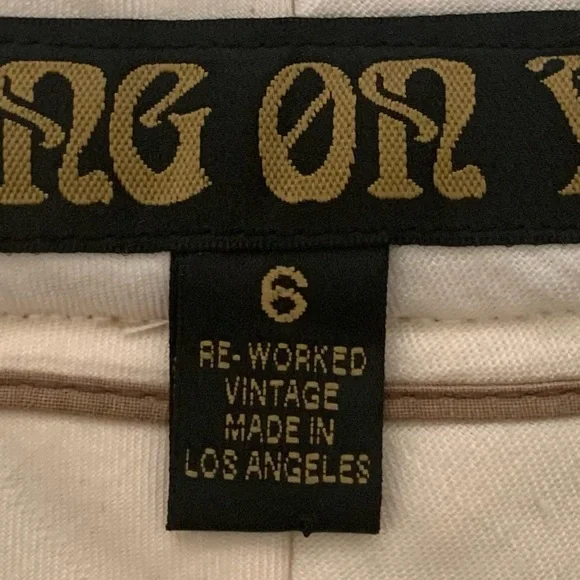 NG ON
6
RE-WORKED
VINTAGE
MADE IN
LOS ANGELES